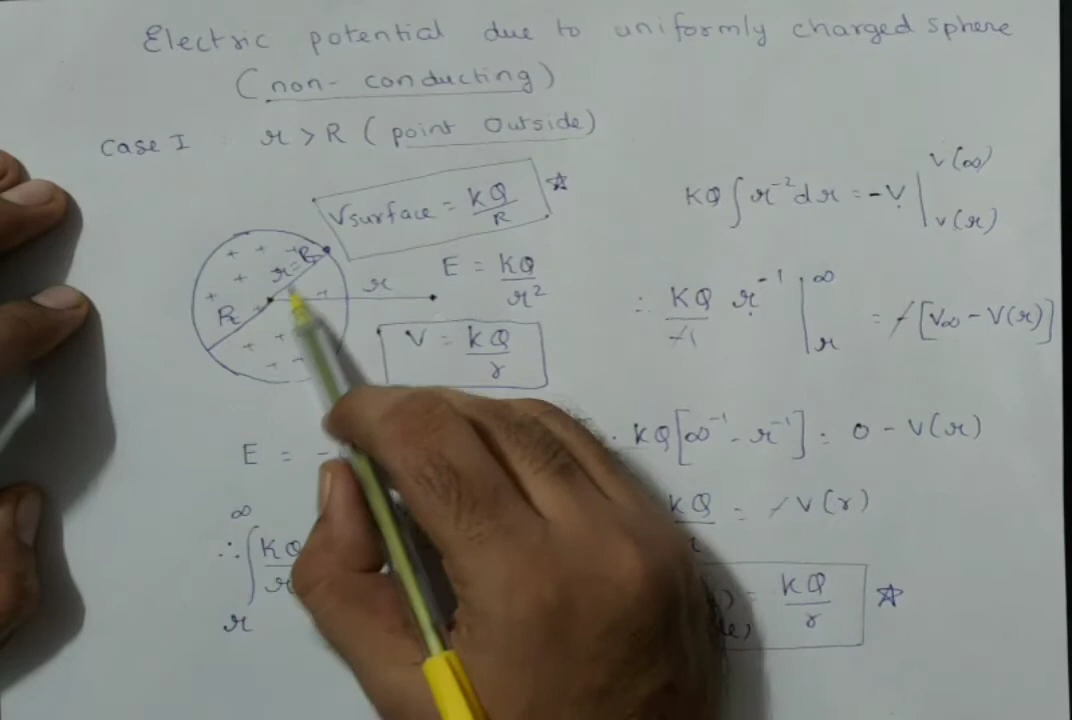 Electric potential due to uniformly charged sphere
(non-conducting)
Case I r > R (point outside)
Vsurface = kQ/R ☆
r = R
R
r
+ + + + + + + +
E = kQ/r²
V = kQ/r
E = -
∴ ∫ r ∞ kQ
KQ ∫ r⁻² dr = -V | V(∞) V(r)
∴ KQ/-1 r⁻¹ | ∞ r = -[V∞ - V(r)]
KQ[∞⁻¹ - r⁻¹] = 0 - V(r)
KQ = -V(r)
= kQ/r ☆